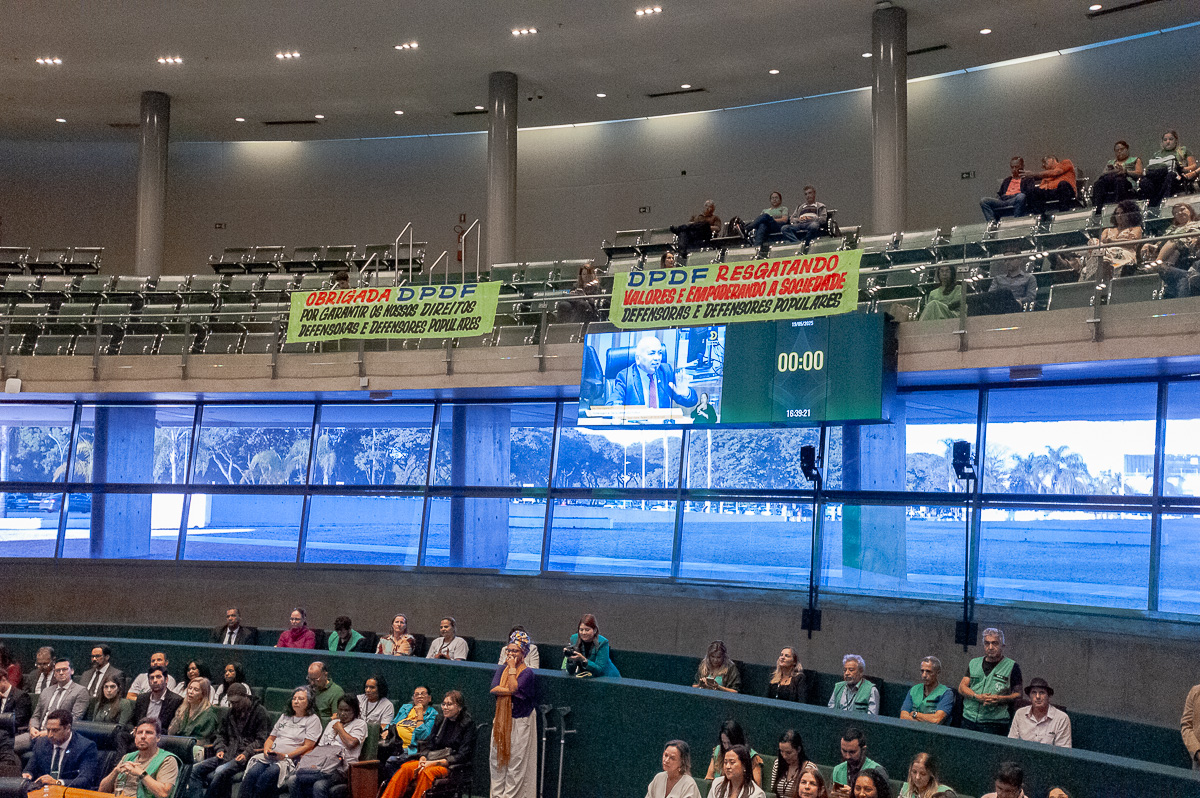 OBRIGADA DPDF
POR GARANTIR OS NOSSOS DIREITOS
DEFENSORAS E DEFENSORES POPULARES
DPDF RESGATANDO
VALORES E EMPODERANDO A SOCIEDADE
DEFENSORAS E DEFENSORES POPULARES
00:00
16:39:21